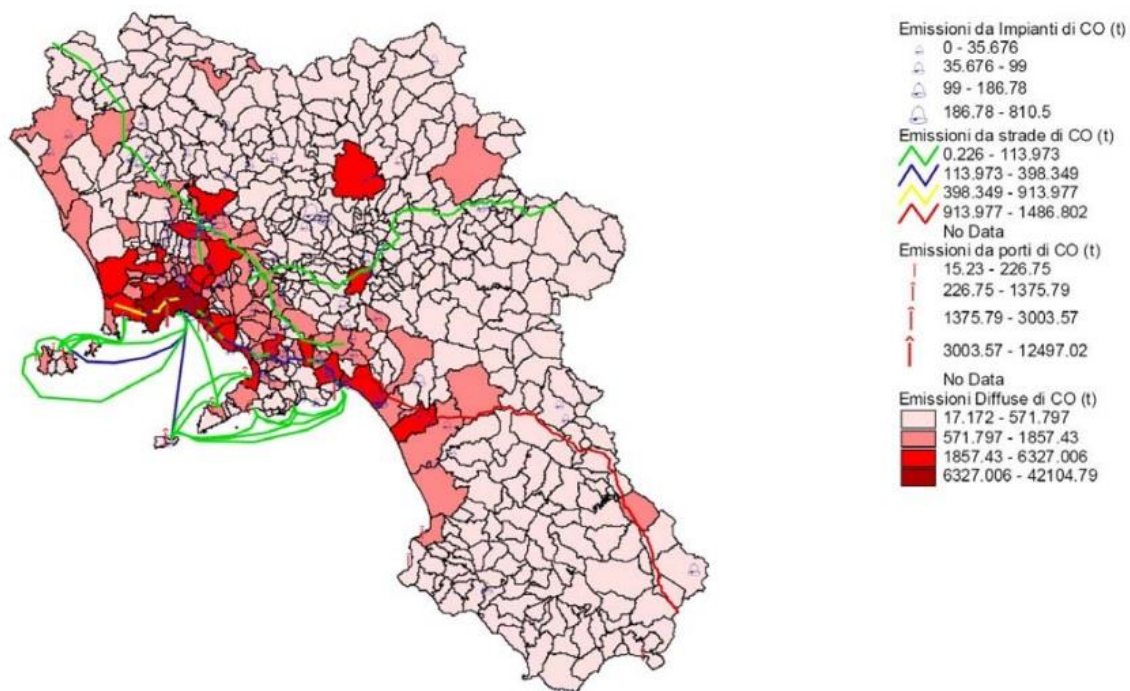 Emissioni da Impianti di CO (t)
0 - 35.676
35.676 - 99
99 - 186.78
186.78 - 810.5
Emissioni da strade di CO (t)
0.226 - 113.973
113.973 - 398.349
398.349 - 913.977
913.977 - 1486.802
No Data
Emissioni da porti di CO (t)
15.23 - 226.75
226.75 - 1375.79
1375.79 - 3003.57
3003.57 - 12497.02
No Data
Emissioni Diffuse di CO (t)
17.172 - 571.797
571.797 - 1857.43
1857.43 - 6327.006
6327.006 - 42104.79